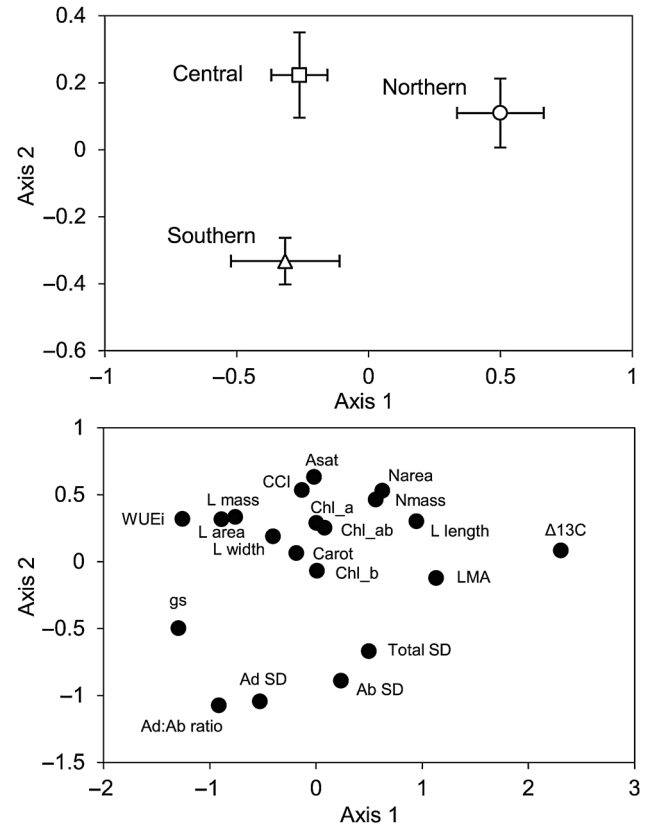 0.4
0.2
0
−0.2
−0.4
−0.6
Axis 2
Central
Northern
Southern
−1
−0.5
0
0.5
1
Axis 1
1
0.5
0
−0.5
−1
−1.5
Axis 2
Asat
CCI
Narea
Nmass
L mass
Chl_a
WUEi
L area
Chl_ab
L length
Δ13C
L width
Carot
Chl_b
LMA
gs
Total SD
Ad SD
Ab SD
Ad:Ab ratio
−2
−1
0
1
2
3
Axis 1